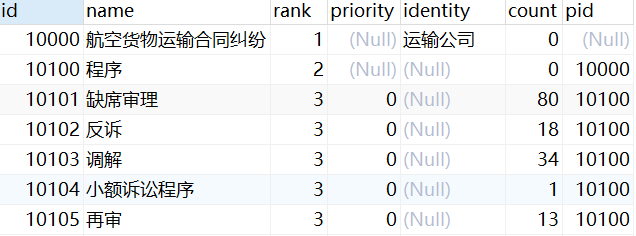 id name rank priority identity count pid
10000 航空货物运输合同纠纷 1 (Null) 运输公司 0 (Null)
10100 程序 2 (Null) (Null) 0 10000
10101 缺席审理 3 0 (Null) 80 10100
10102 反诉 3 0 (Null) 18 10100
10103 调解 3 0 (Null) 34 10100
10104 小额诉讼程序 3 0 (Null) 1 10100
10105 再审 3 0 (Null) 13 10100